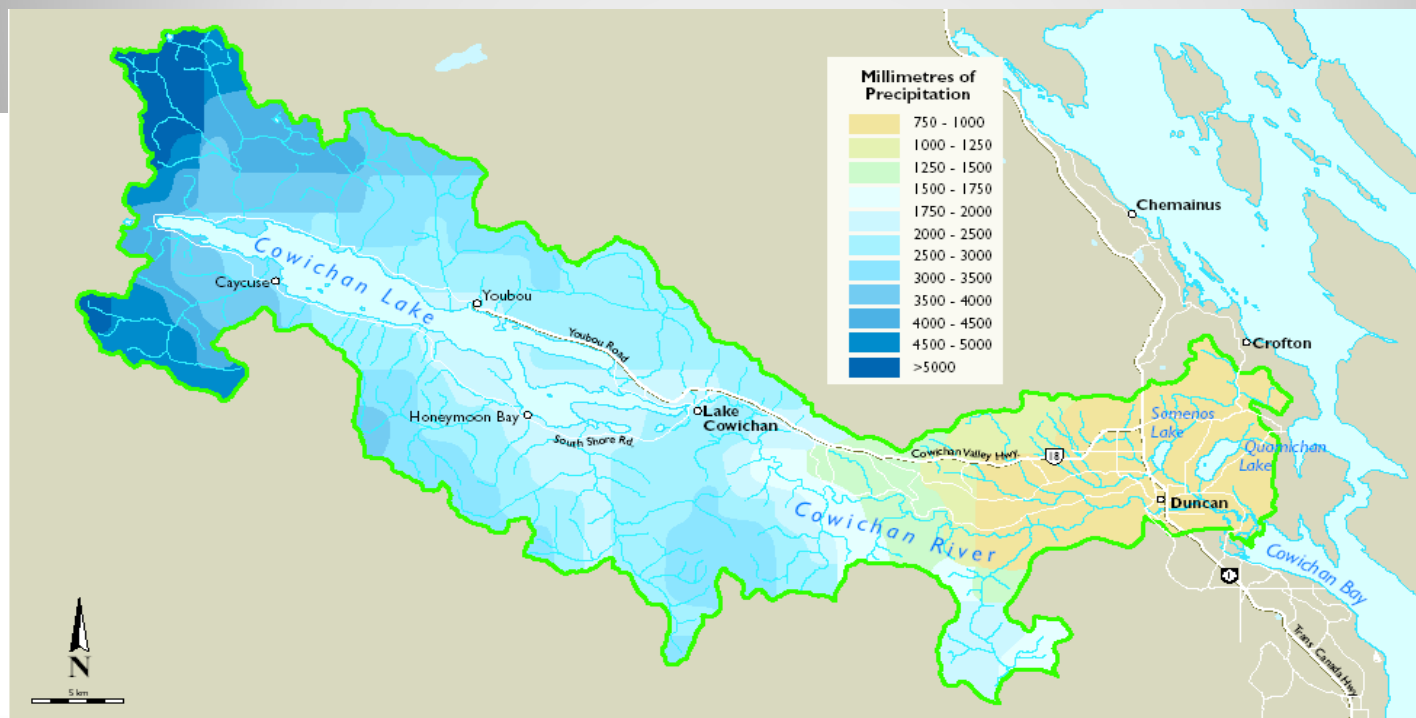 Millimetres of
Precipitation
750 - 1000
1000 - 1250
1250 - 1500
1500 - 1750
1750 - 2000
2000 - 2500
2500 - 3000
3000 - 3500
3500 - 4000
4000 - 4500
4500 - 5000
>5000
Chemainus
Cowichan Lake
Caycuse
Youbou
Youbou Road
Crofton
Honeymoon Bay
Lake
Cowichan
South Shore Rd.
Somenos
Lake
Cowichan Valley Hwy.
18
Quamichan
Lake
Duncan
Cowichan River
Cowichan Bay
1
Trans Canada Hwy
N
5 km